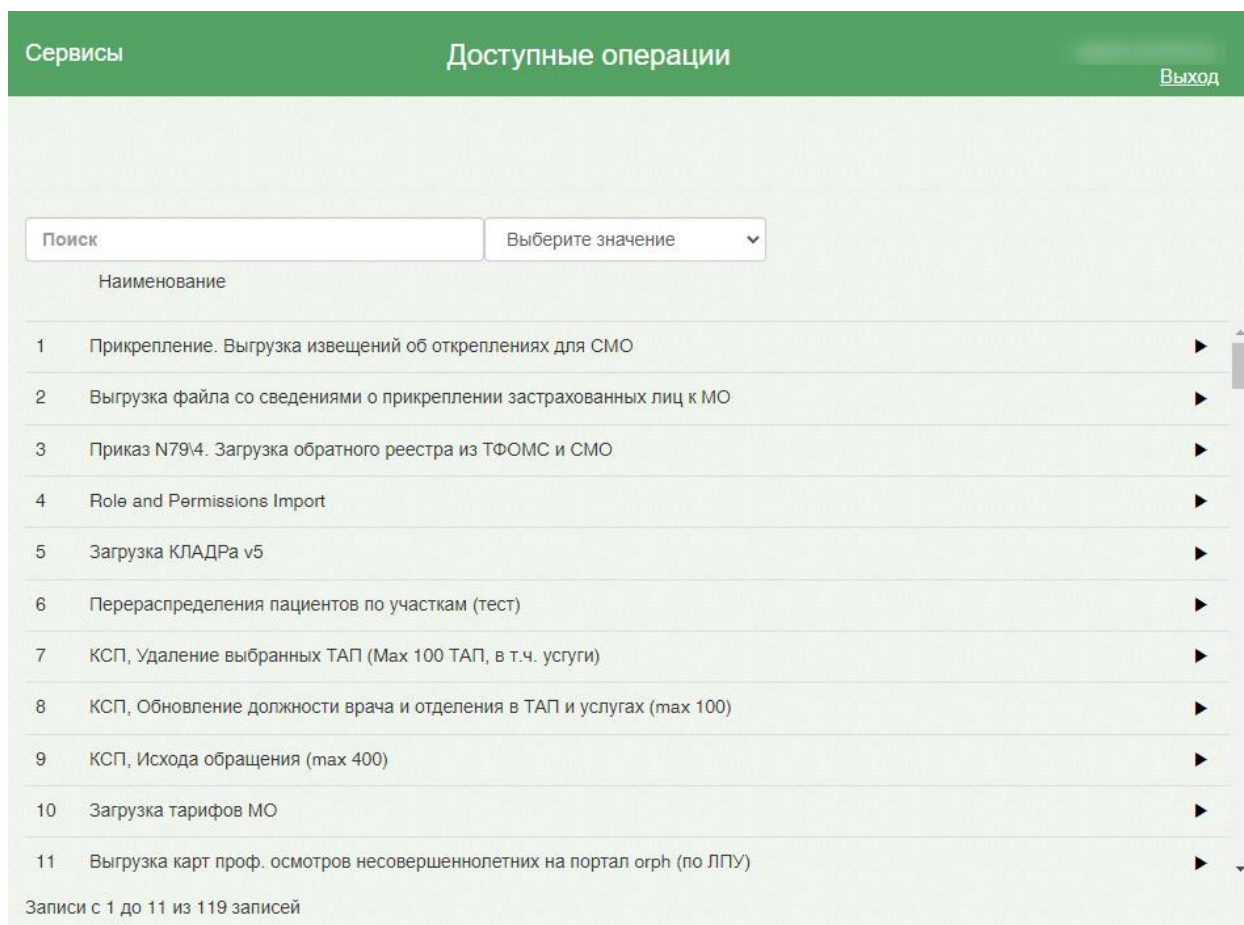 Сервисы
Доступные операции
Выход
Поиск
Выберите значение
Наименование
1 Прикрепление. Выгрузка извещений об откреплениях для СМО
2 Выгрузка файла со сведениями о прикреплении застрахованных лиц к МО
3 Приказ N79\4. Загрузка обратного реестра из ТФОМС и СМО
4 Role and Permissions Import
5 Загрузка КЛАДРа v5
6 Перераспределения пациентов по участкам (тест)
7 КСП, Удаление выбранных ТАП (Max 100 ТАП, в т.ч. усгуги)
8 КСП, Обновление должности врача и отделения в ТАП и услугах (max 100)
9 КСП, Исхода обращения (max 400)
10 Загрузка тарифов МО
11 Выгрузка карт проф. осмотров несовершеннолетних на портал orph (по ЛПУ)
Записи с 1 до 11 из 119 записей